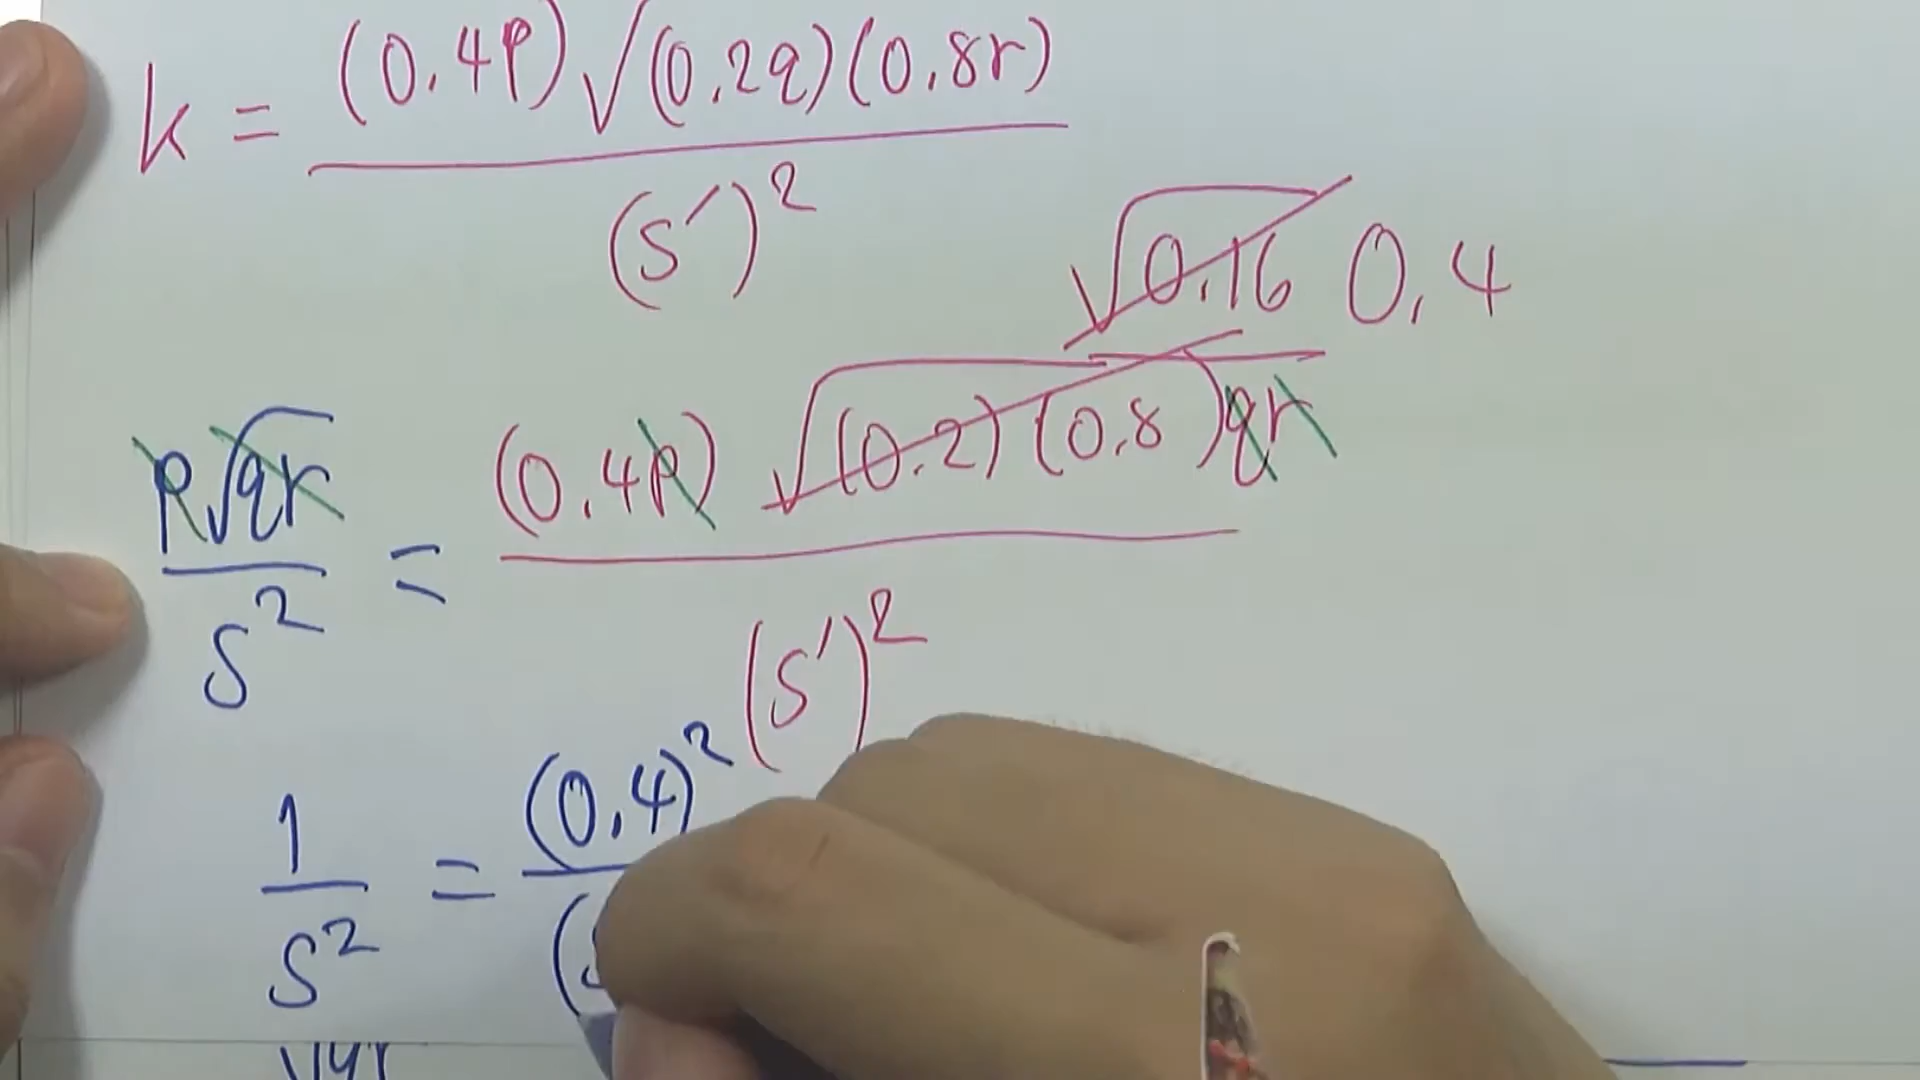 k = (0.4p)√(0.2q)(0.8r) / (s′)²
√0.16 0.4
p√qr / s² = (0.4p) √(0.2)(0.8)qr / (s′)²
1 / s² = (0.4)² / (